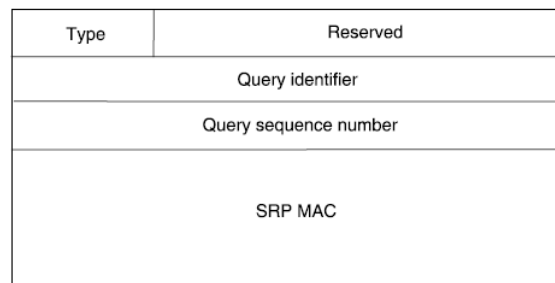 Type Reserved
Query identifier
Query sequence number
SRP MAC